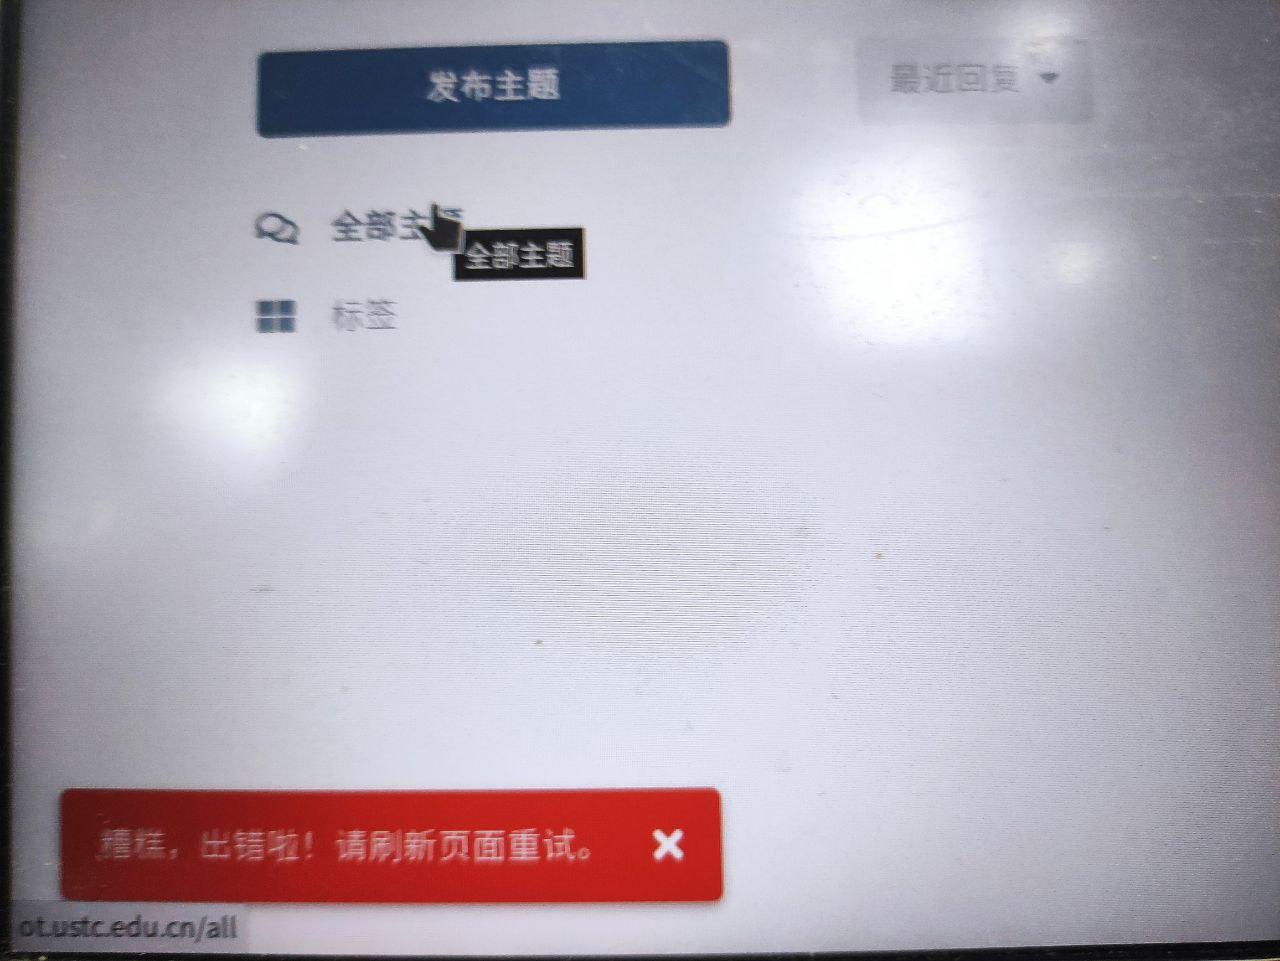 发布主题
最近回复
全部主题
全部主题
标签
糟糕，出错啦！请刷新页面重试。
ot.ustc.edu.cn/all